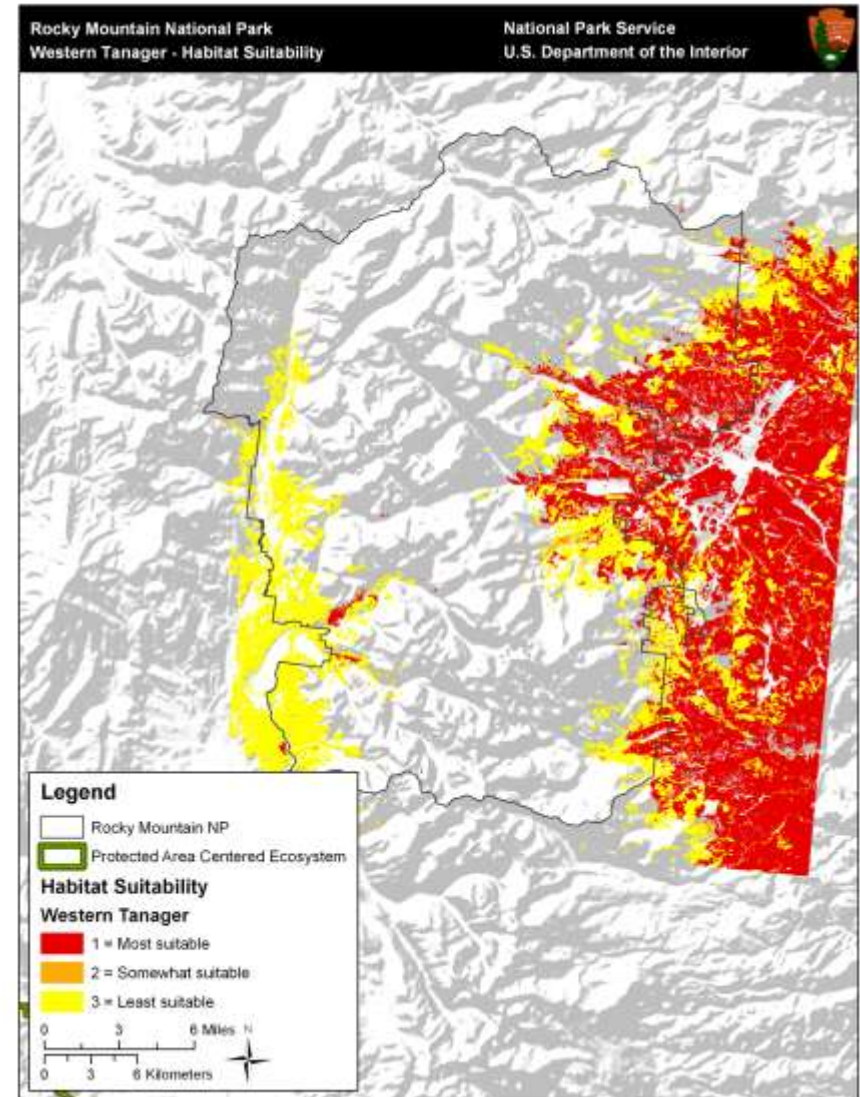 Rocky Mountain National Park
Western Tanager - Habitat Suitability
National Park Service
U.S. Department of the Interior
Legend
Rocky Mountain NP
Protected Area Centered Ecosystem
Habitat Suitability
Western Tanager
1 = Most suitable
2 = Somewhat suitable
3 = Least suitable
0 3 6 Miles N
0 3 6 Kilometers